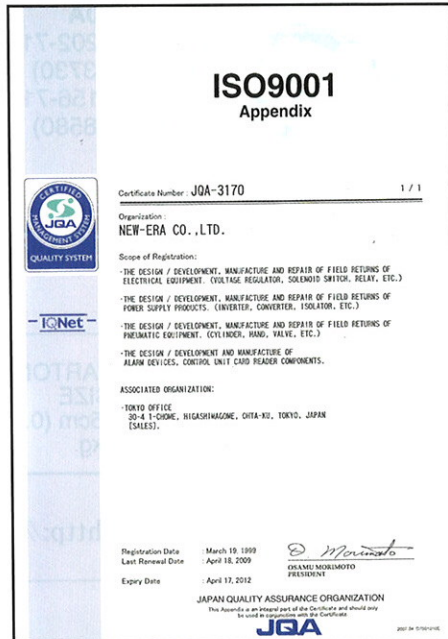 ISO9001
Appendix
Certificate Number : JQA-3170 1 / 1
Organization :
NEW-ERA CO.,LTD.
Scope of Registration:
·THE DESIGN / DEVELOPMENT, MANUFACTURE AND REPAIR OF FIELD RETURNS OF
ELECTRICAL EQUIPMENT. (VOLTAGE REGULATOR, SOLENOID SWITCH, RELAY, ETC.)
·THE DESIGN / DEVELOPMENT, MANUFACTURE AND REPAIR OF FIELD RETURNS OF
POWER SUPPLY PRODUCTS. (INVERTER, CONVERTER, ISOLATOR, ETC.)
·THE DESIGN / DEVELOPMENT, MANUFACTURE AND REPAIR OF FIELD RETURNS OF
PNEUMATIC EQUIPMENT. (CYLINDER, HAND, VALVE, ETC.)
·THE DESIGN / DEVELOPMENT AND MANUFACTURE OF
ALARM DEVICES, CONTROL UNIT CARD READER COMPONENTS.
ASSOCIATED ORGANIZATION:
·TOKYO OFFICE
30-4 1-CHOME, HIGASHIMAGOME, OHTA-KU, TOKYO, JAPAN
(SALES).
CERTIFIED
JQA
MANAGEMENT SYSTEM
QUALITY SYSTEM
IQNet
Registration Date : March 19, 1999
Last Renewal Date : April 18, 2009
Expiry Date : April 17, 2012
O. Morimoto
OSAMU MORIMOTO
PRESIDENT
JAPAN QUALITY ASSURANCE ORGANIZATION
This Appendix is an integral part of the Certificate and should only
be used in conjunction with the Certificate.
JQA